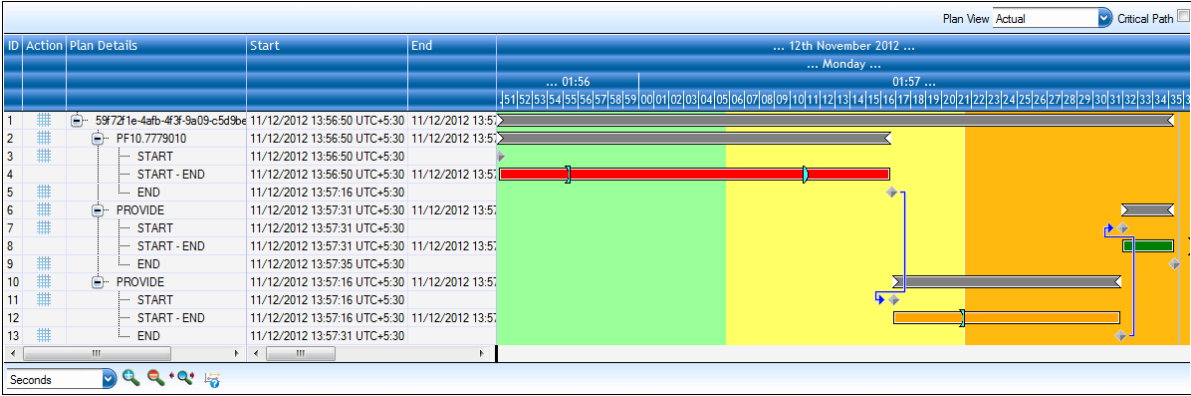 Plan View Actual Critical Path
ID Action Plan Details Start End ... 12th November 2012 ...
... Monday ...
... 01:56 01:57 ...
51 52 53 54 55 56 57 58 59 00 01 02 03 04 05 06 07 08 09 10 11 12 13 14 15 16 17 18 19 20 21 22 23 24 25 26 27 28 29 30 31 32 33 34 35
1 59f72f1e-4afb-4f3f-9a09-c5d9be 11/12/2012 13:56:50 UTC+5:30 11/12/2012 13:57
2 PF10.7779010 11/12/2012 13:56:50 UTC+5:30 11/12/2012 13:57
3 START 11/12/2012 13:56:50 UTC+5:30
4 START - END 11/12/2012 13:56:50 UTC+5:30 11/12/2012 13:57
5 END 11/12/2012 13:57:16 UTC+5:30
6 PROVIDE 11/12/2012 13:57:31 UTC+5:30 11/12/2012 13:57
7 START 11/12/2012 13:57:31 UTC+5:30
8 START - END 11/12/2012 13:57:31 UTC+5:30 11/12/2012 13:57
9 END 11/12/2012 13:57:35 UTC+5:30
10 PROVIDE 11/12/2012 13:57:16 UTC+5:30 11/12/2012 13:57
11 START 11/12/2012 13:57:16 UTC+5:30
12 START - END 11/12/2012 13:57:16 UTC+5:30 11/12/2012 13:57
13 END 11/12/2012 13:57:31 UTC+5:30
Seconds